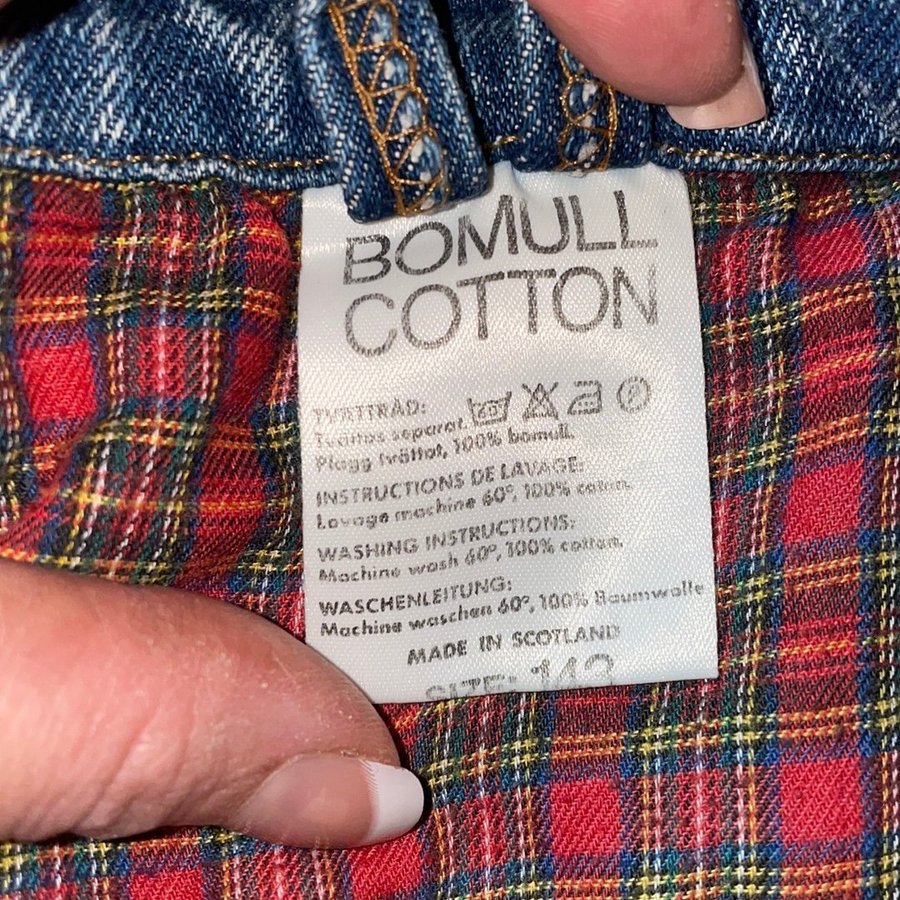 BOMULL
COTTON
TVÄTTRÅD:
Tvättas separat.
Plagg tvättat, 100% bomull.
INSTRUCTIONS DE LAVAGE:
Lavage machine 60°, 100% coton.
WASHING INSTRUCTIONS:
Machine wash 60°, 100% cotton.
WASCHENLEITUNG:
Machine waschen 60°, 100% Baumwolle
MADE IN SCOTLAND
SIZE: